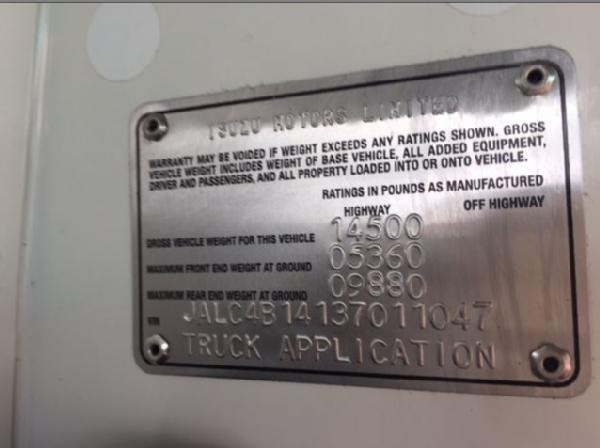 ISUZU MOTORS LIMITED
WARRANTY MAY BE VOIDED IF WEIGHT EXCEEDS ANY RATINGS SHOWN. GROSS
VEHICLE WEIGHT INCLUDES WEIGHT OF BASE VEHICLE, ALL ADDED EQUIPMENT,
DRIVER AND PASSENGERS, AND ALL PROPERTY LOADED INTO OR ONTO VEHICLE.
RATINGS IN POUNDS AS MANUFACTURED
HIGHWAY OFF HIGHWAY
GROSS VEHICLE WEIGHT FOR THIS VEHICLE 14500
MAXIMUM FRONT END WEIGHT AT GROUND 05360
MAXIMUM REAR END WEIGHT AT GROUND 09880
VIN JALC4B14137011047
TRUCK APPLICATION